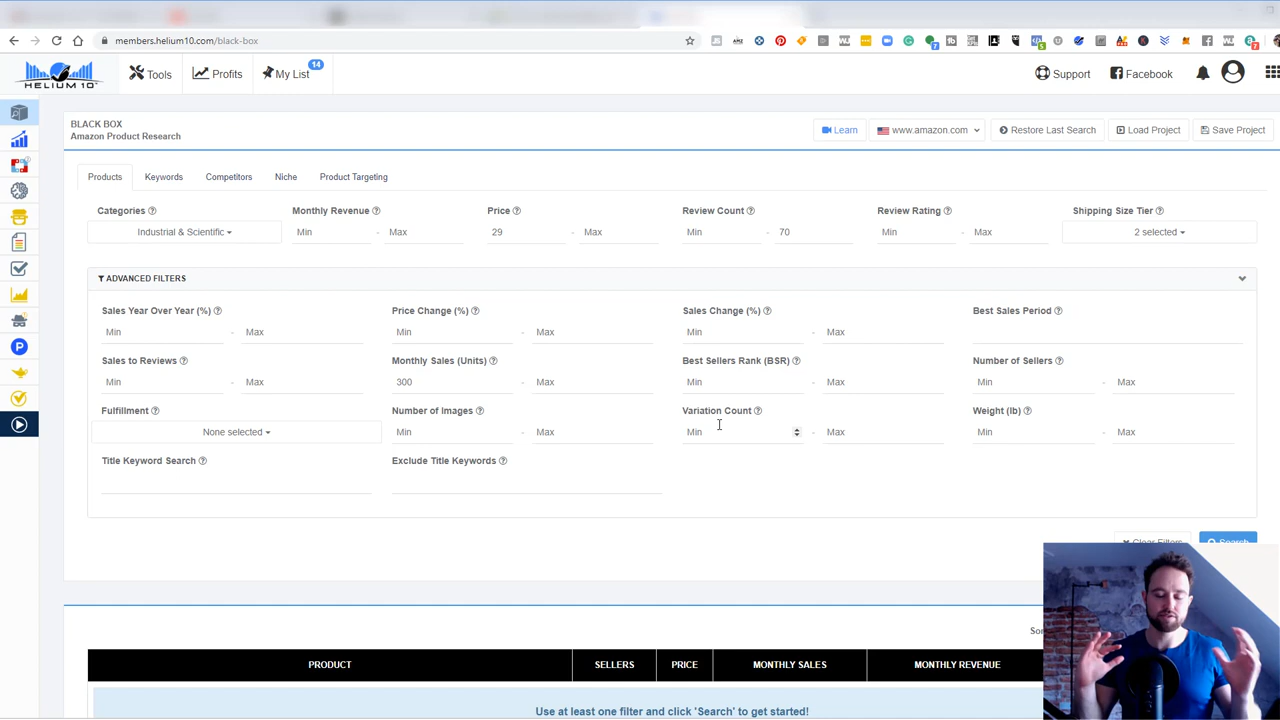 members.helium10.com/black-box
HELIUM 10
Tools
Profits
My List
14
Support
Facebook
BLACK BOX
Amazon Product Research
Learn
www.amazon.com
Restore Last Search
Load Project
Save Project
Products
Keywords
Competitors
Niche
Product Targeting
Categories
Monthly Revenue
Price
Review Count
Review Rating
Shipping Size Tier
Industrial & Scientific
Min - Max
29 - Max
Min - 70
Min - Max
2 selected
ADVANCED FILTERS
Sales Year Over Year (%)
Price Change (%)
Sales Change (%)
Best Sales Period
Min - Max
Min - Max
Min - Max
Sales to Reviews
Monthly Sales (Units)
Best Sellers Rank (BSR)
Number of Sellers
Min - Max
300 - Max
Min - Max
Min - Max
Fulfillment
Number of Images
Variation Count
Weight (lb)
None selected
Min - Max
Min - Max
Min - Max
Title Keyword Search
Exclude Title Keywords
Clear Filters
Search
PRODUCT
SELLERS
PRICE
MONTHLY SALES
MONTHLY REVENUE
Use at least one filter and click 'Search' to get started!